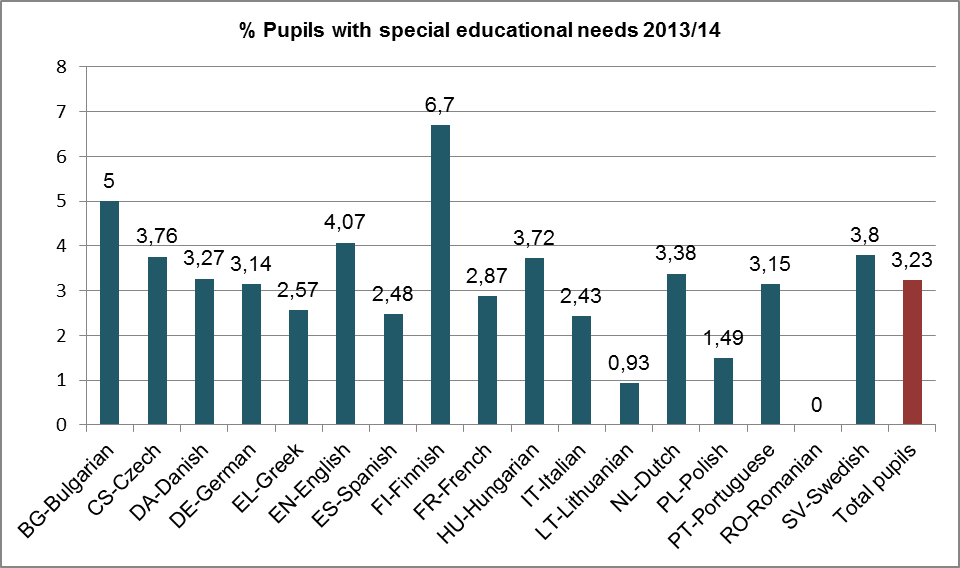 % Pupils with special educational needs 2013/14
8
7
6
5
4
3
2
1
0
5
3,76
3,27
3,14
2,57
4,07
2,48
6,7
2,87
3,72
2,43
0,93
3,38
1,49
3,15
0
3,8
3,23
BG-Bulgarian
CS-Czech
DA-Danish
DE-German
EL-Greek
EN-English
ES-Spanish
FI-Finnish
FR-French
HU-Hungarian
IT-Italian
LT-Lithuanian
NL-Dutch
PL-Polish
PT-Portuguese
RO-Romanian
SV-Swedish
Total pupils